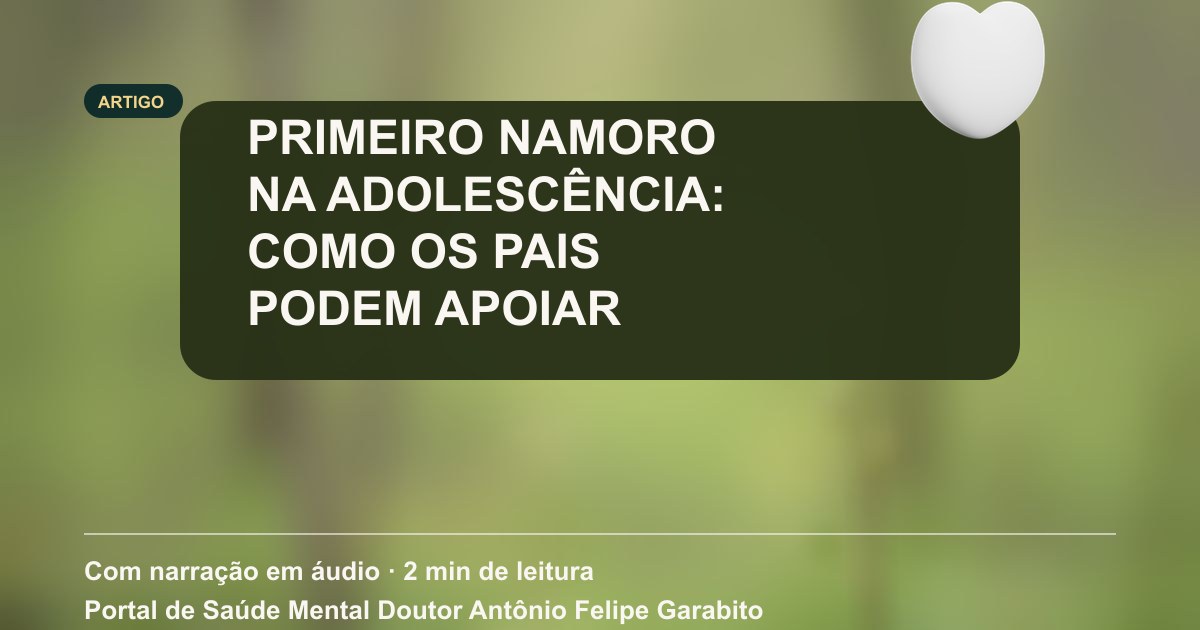 ARTIGO
PRIMEIRO NAMORO
NA ADOLESCÊNCIA:
COMO OS PAIS
PODEM APOIAR
Com narração em áudio · 2 min de leitura
Portal de Saúde Mental Doutor Antônio Felipe Garabito